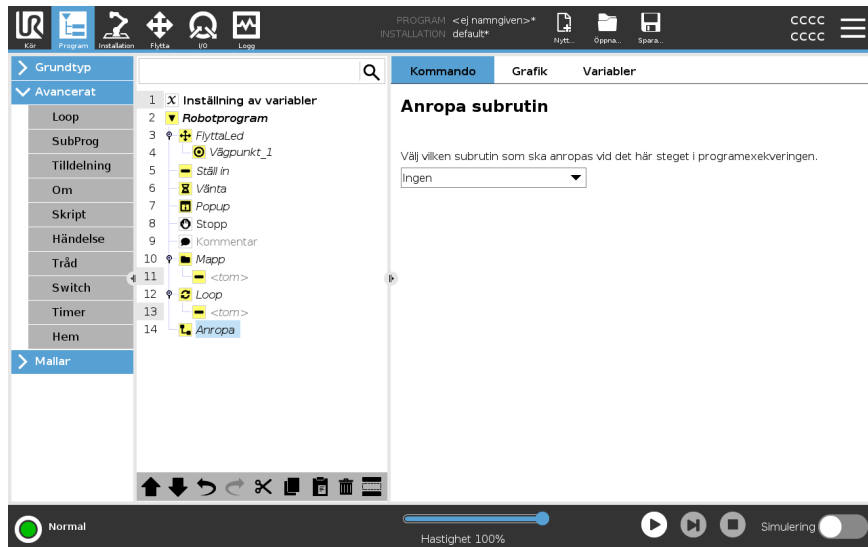 PROGRAM <ej namngiven>*
INSTALLATION default*
CCCC
CCCC
Kör
Program
Installation
Flytta
I/O
Logg
Nytt...
Öppna...
Spara...
Grundtyp
Avancerat
Loop
SubProg
Tilldelning
Om
Skript
Händelse
Tråd
Switch
Timer
Hem
Mallar
1 X Inställning av variabler
2 Robotprogram
3 FlyttaLed
4 Vägpunkt_1
5 Ställ in
6 Vänta
7 Popup
8 Stopp
9 Kommentar
10 Mapp
11 <tom>
12 Loop
13 <tom>
14 Anropa
Kommando
Grafik
Variabler
Anropa subrutin
Välj vilken subrutin som ska anropas vid det här steget i programexekveringen.
Ingen
Normal
Hastighet 100%
Simulering